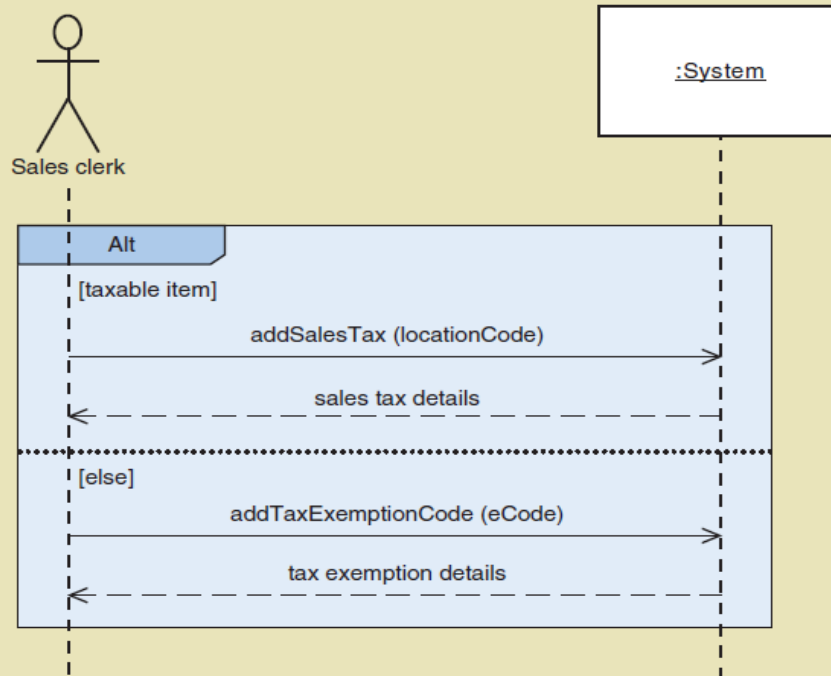 :System
Sales clerk
Alt
[taxable item]
addSalesTax (locationCode)
sales tax details
[else]
addTaxExemptionCode (eCode)
tax exemption details